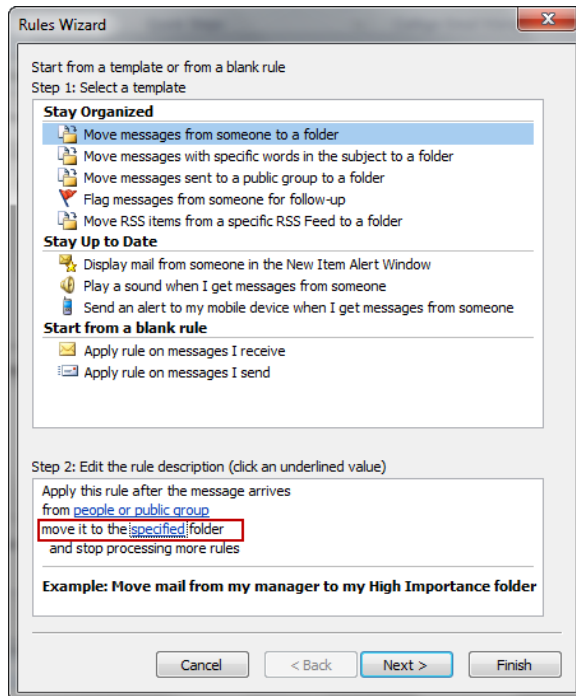 Rules Wizard
Start from a template or from a blank rule
Step 1: Select a template
Stay Organized
Move messages from someone to a folder
Move messages with specific words in the subject to a folder
Move messages sent to a public group to a folder
Flag messages from someone for follow-up
Move RSS items from a specific RSS Feed to a folder
Stay Up to Date
Display mail from someone in the New Item Alert Window
Play a sound when I get messages from someone
Send an alert to my mobile device when I get messages from someone
Start from a blank rule
Apply rule on messages I receive
Apply rule on messages I send
Step 2: Edit the rule description (click an underlined value)
Apply this rule after the message arrives
from people or public group
move it to the specified folder
and stop processing more rules
Example: Move mail from my manager to my High Importance folder
Cancel < Back Next > Finish